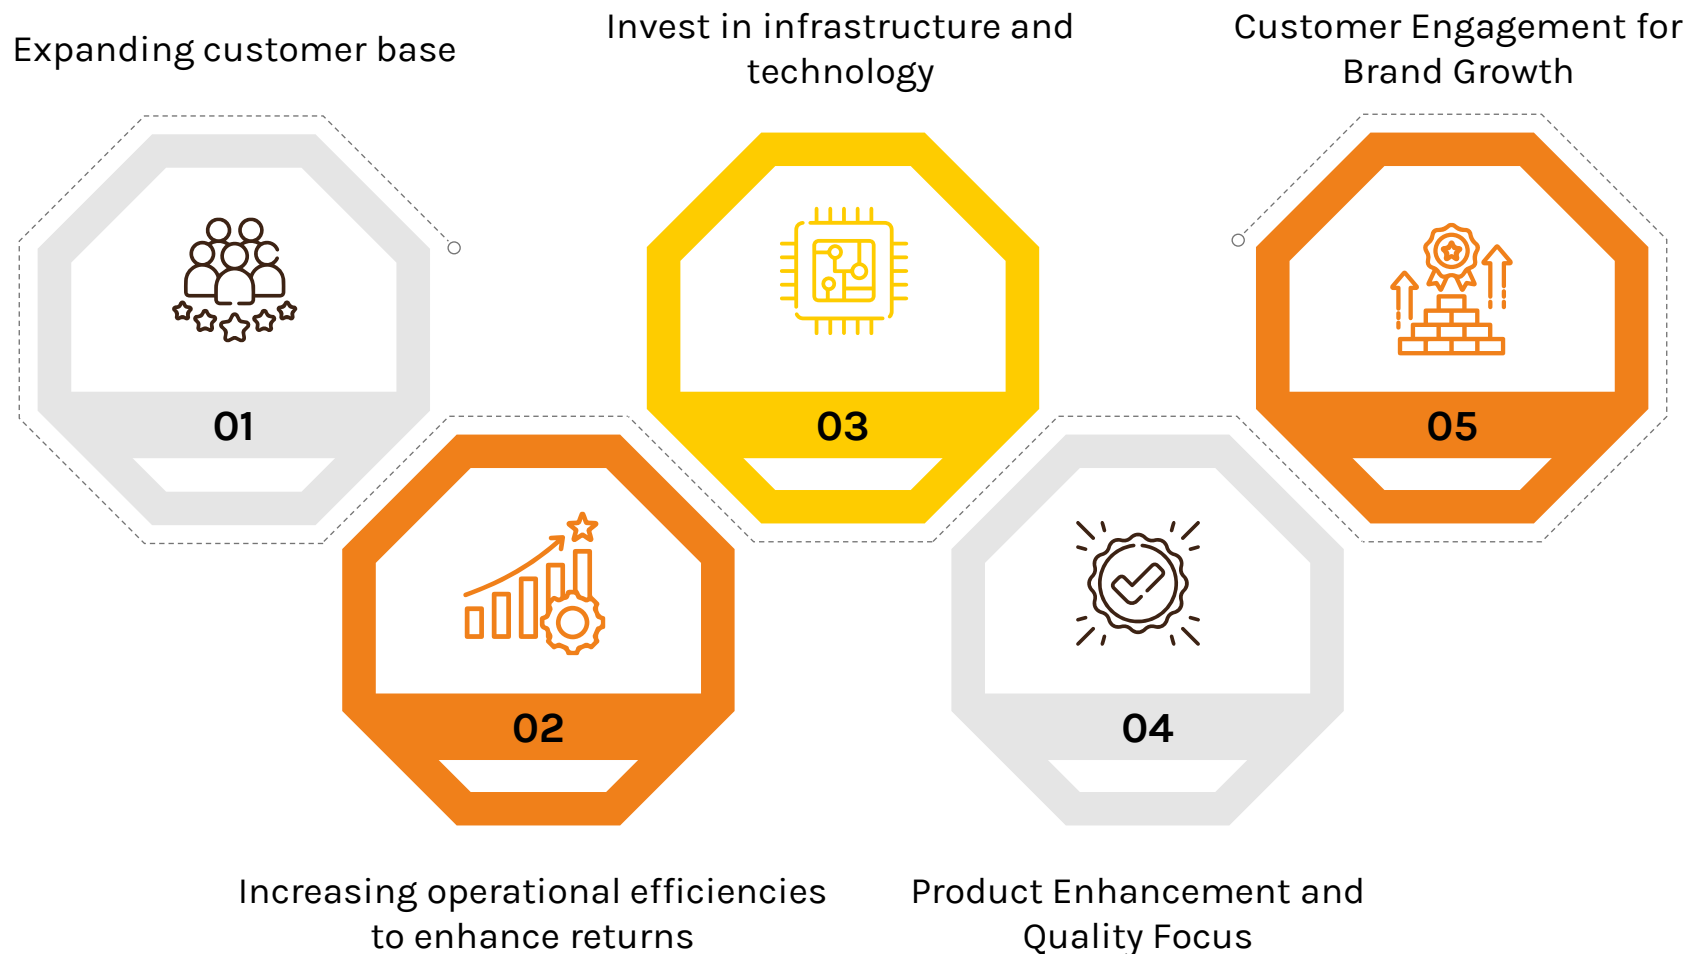 Expanding customer base
01
Increasing operational efficiencies
to enhance returns
02
Invest in infrastructure and
technology
03
Product Enhancement and
Quality Focus
04
Customer Engagement for
Brand Growth
05